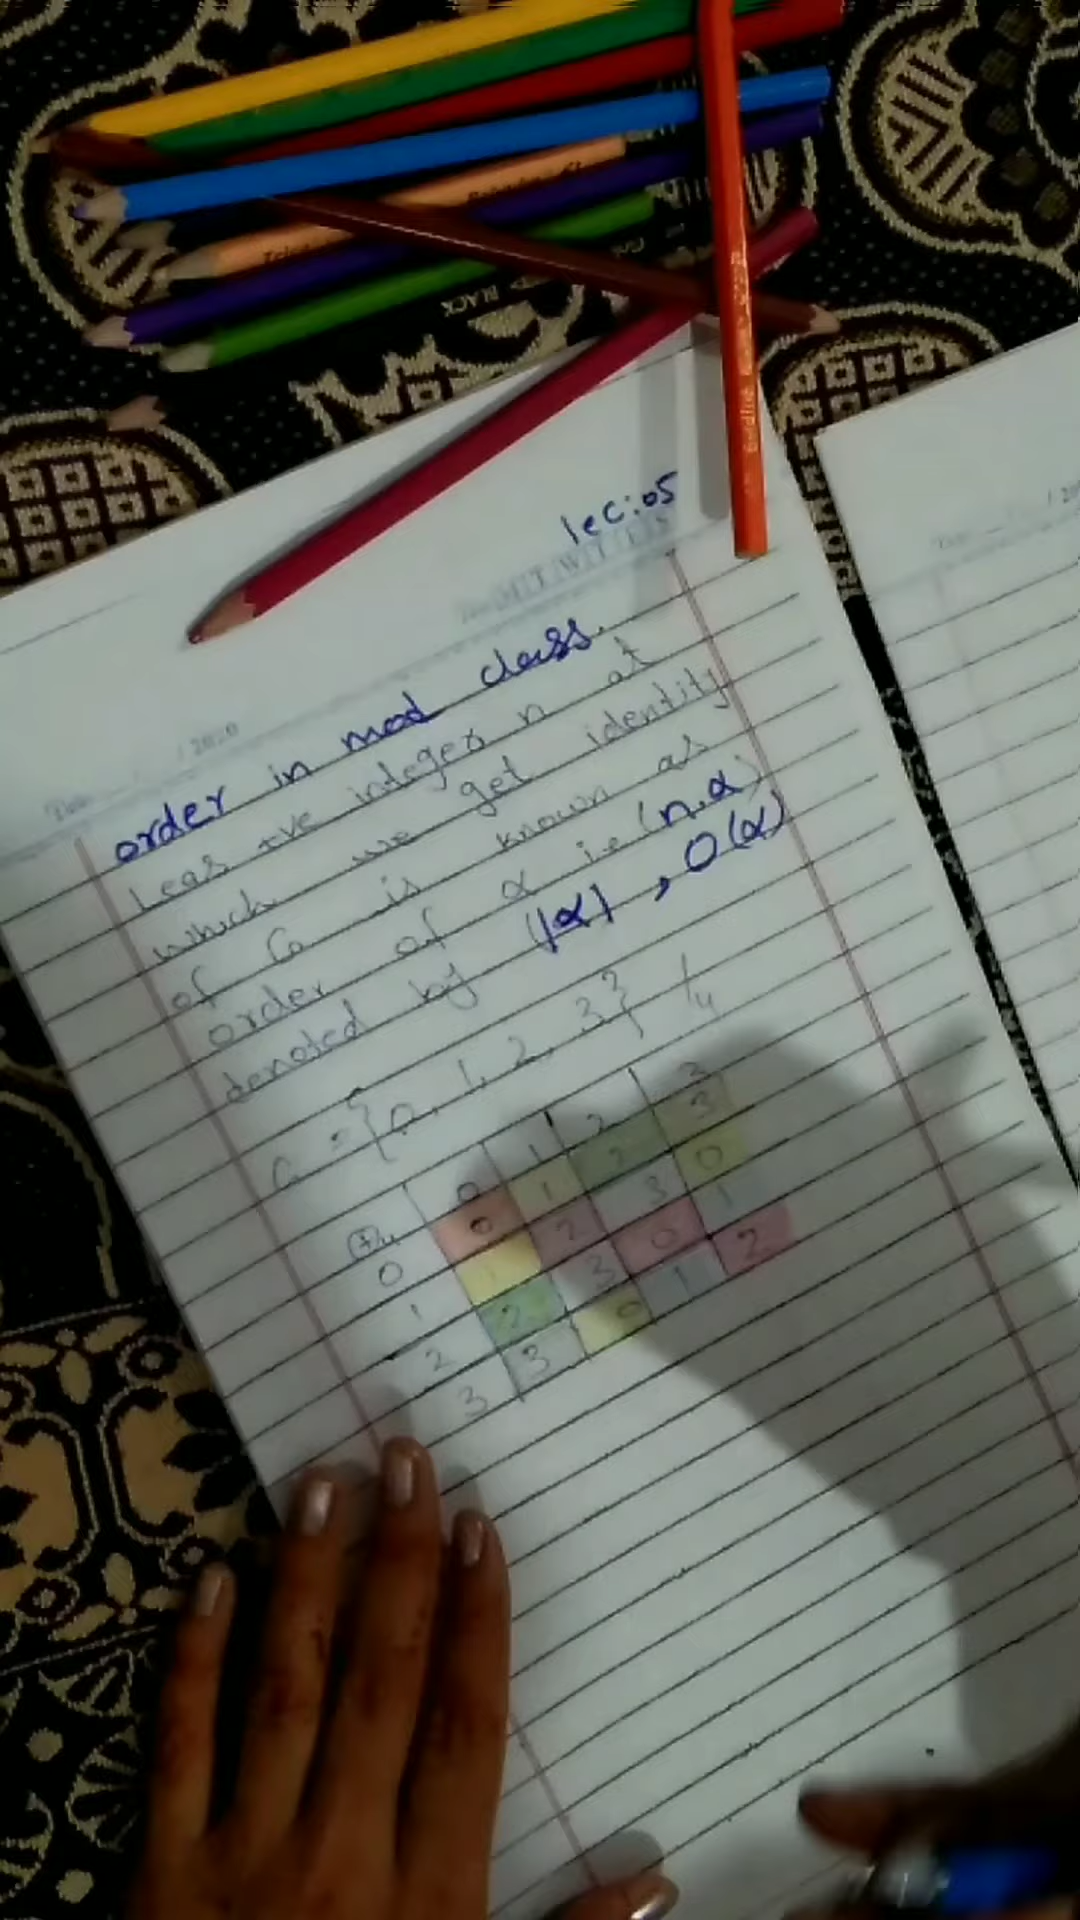 lec:05
order in mod class.
Leas +ve integer n at
which we get identity
of G is known as
order of α i.e (n.α)
denoted by (|α|) , O(α)
G = {0, 1, 2, 3} /4
0 1 2 3
0 0 1 2 3
1 1 2 3 0
2 2 3 0 1
3 3 0 1 2
BLACK
/ 2020